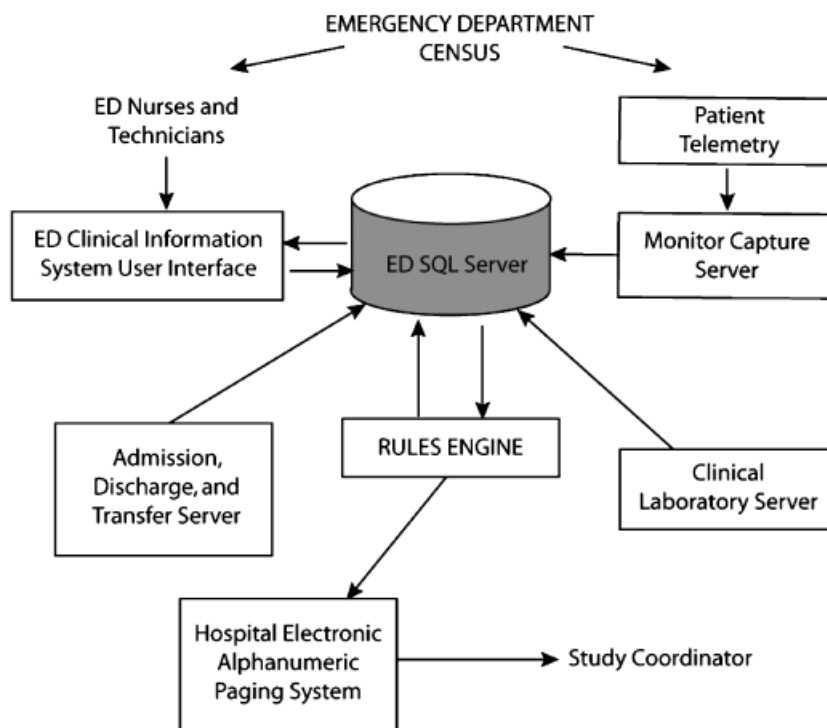 EMERGENCY DEPARTMENT
CENSUS
ED Nurses and
Technicians
Patient
Telemetry
ED Clinical Information
System User Interface
ED SQL Server
Monitor Capture
Server
Admission,
Discharge, and
Transfer Server
RULES ENGINE
Clinical
Laboratory Server
Hospital Electronic
Alphanumeric
Paging System
Study Coordinator